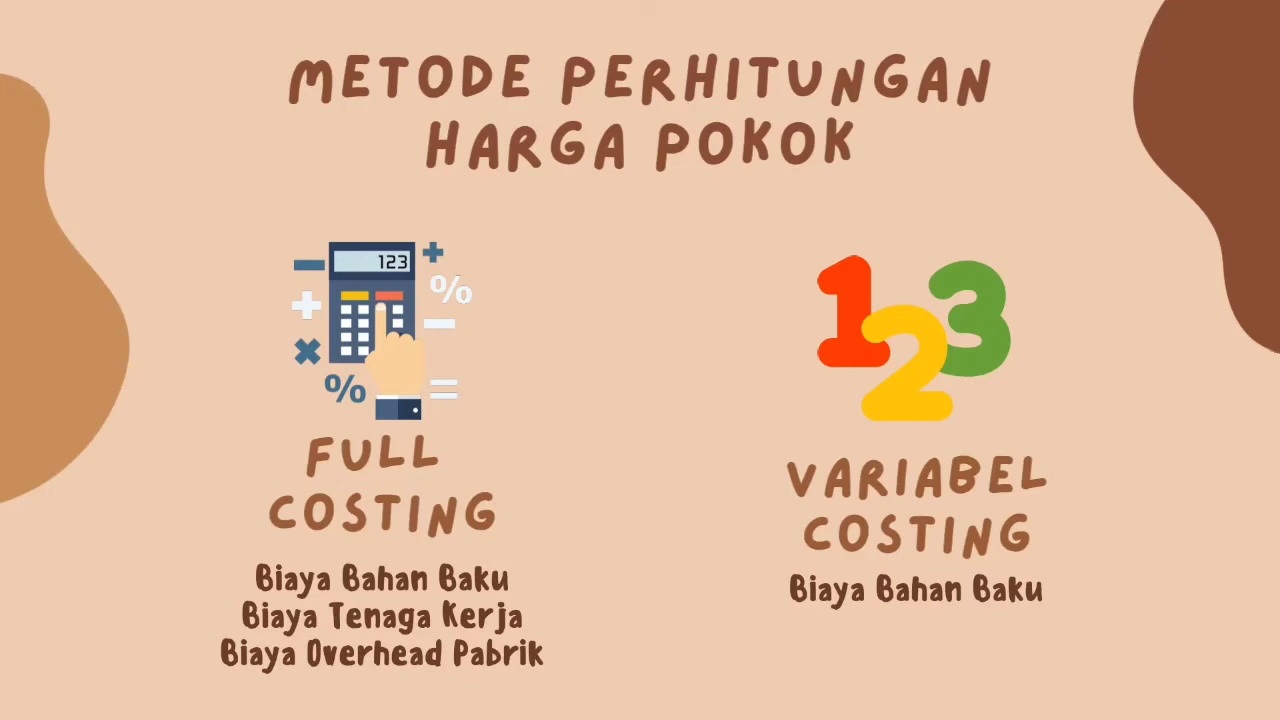 METODE PERHITUNGAN
HARGA POKOK
123
FULL
COSTING
Biaya Bahan Baku
Biaya Tenaga Kerja
Biaya Overhead Pabrik
123
VARIABEL
COSTING
Biaya Bahan Baku